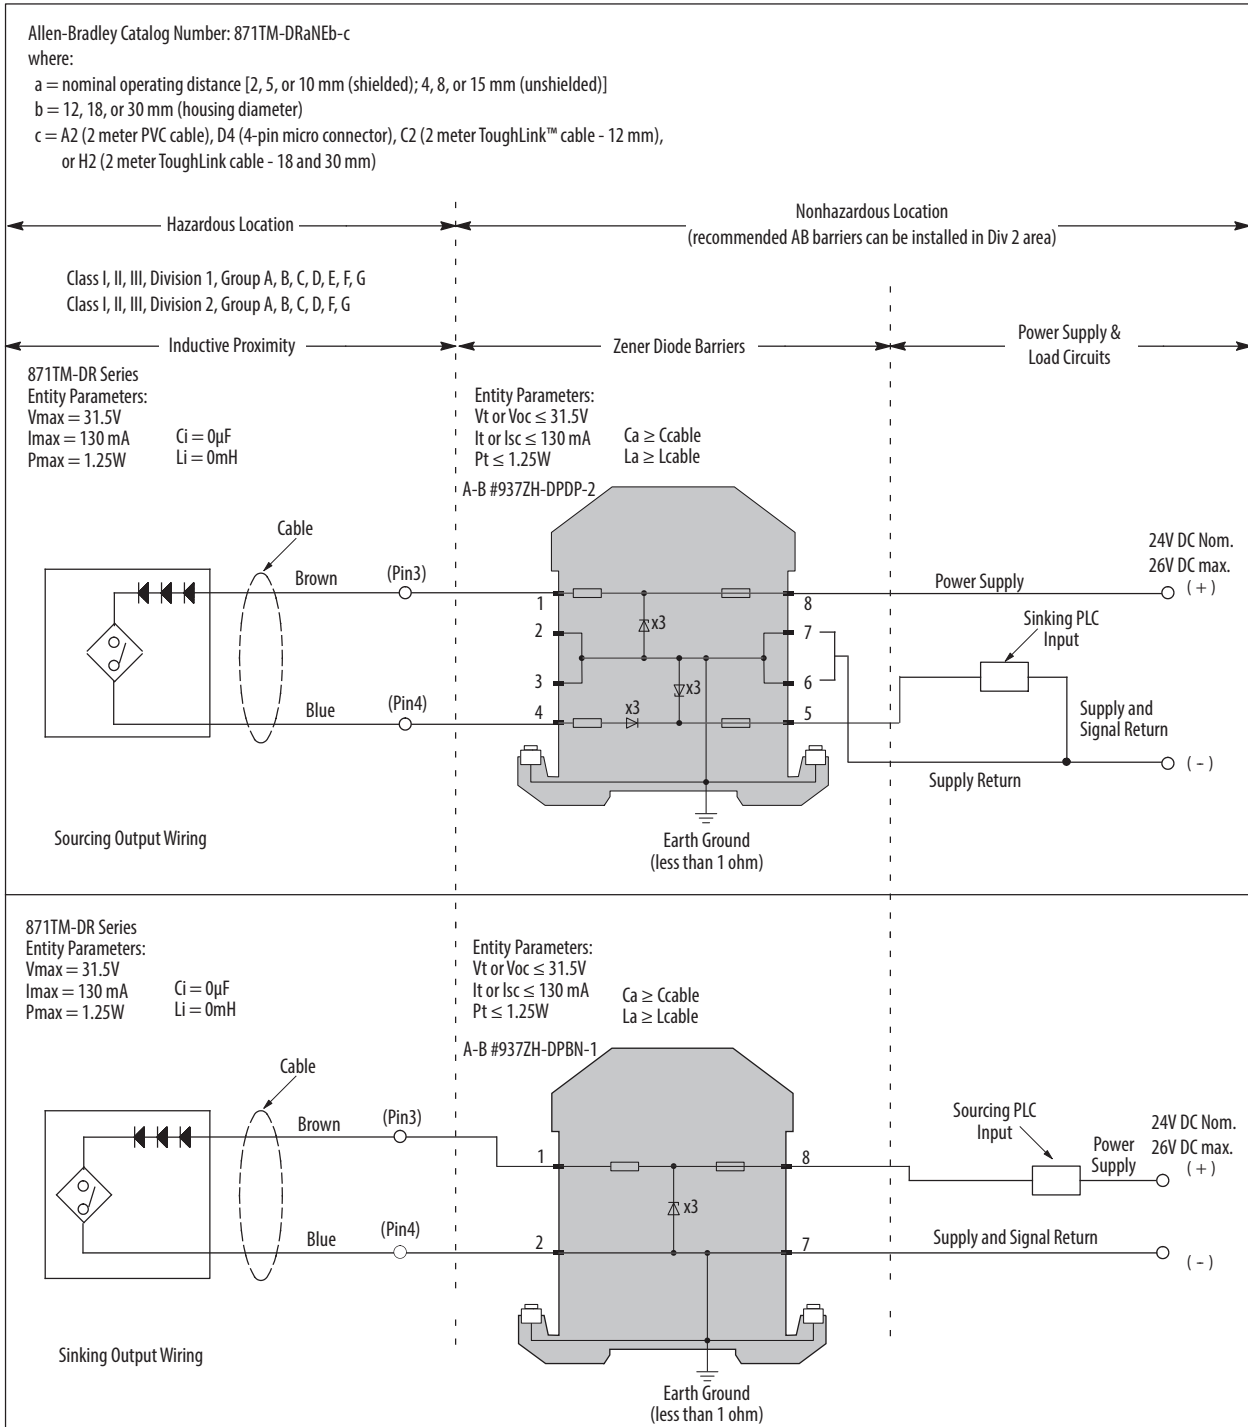 Allen-Bradley Catalog Number: 871TM-DRaNEb-c
where:
a = nominal operating distance [2, 5, or 10 mm (shielded); 4, 8, or 15 mm (unshielded)]
b = 12, 18, or 30 mm (housing diameter)
c = A2 (2 meter PVC cable), D4 (4-pin micro connector), C2 (2 meter ToughLink™ cable - 12 mm),
or H2 (2 meter ToughLink cable - 18 and 30 mm)
Hazardous Location
Nonhazardous Location
(recommended AB barriers can be installed in Div 2 area)
Class I, II, III, Division 1, Group A, B, C, D, E, F, G
Class I, II, III, Division 2, Group A, B, C, D, F, G
Inductive Proximity
Zener Diode Barriers
Power Supply &
Load Circuits
871TM-DR Series
Entity Parameters:
Vmax = 31.5V
Imax = 130 mA
Pmax = 1.25W
Ci = 0µF
Li = 0mH
Entity Parameters:
Vt or Voc ≤ 31.5V
It or Isc ≤ 130 mA
Pt ≤ 1.25W
Ca ≥ Ccable
La ≥ Lcable
A-B #937ZH-DPDP-2
Cable
Brown
(Pin3)
Blue
(Pin4)
1
2
3
4
x3
x3
x3
8
7
6
5
Power Supply
24V DC Nom.
26V DC max.
( + )
Sinking PLC
Input
Supply and
Signal Return
( - )
Supply Return
Earth Ground
(less than 1 ohm)
Sourcing Output Wiring
871TM-DR Series
Entity Parameters:
Vmax = 31.5V
Imax = 130 mA
Pmax = 1.25W
Ci = 0µF
Li = 0mH
Entity Parameters:
Vt or Voc ≤ 31.5V
It or Isc ≤ 130 mA
Pt ≤ 1.25W
Ca ≥ Ccable
La ≥ Lcable
A-B #937ZH-DPBN-1
Cable
Brown
(Pin3)
Blue
(Pin4)
1
2
x3
8
7
Sourcing PLC
Input
Power
Supply
24V DC Nom.
26V DC max.
( + )
Supply and Signal Return
( - )
Earth Ground
(less than 1 ohm)
Sinking Output Wiring